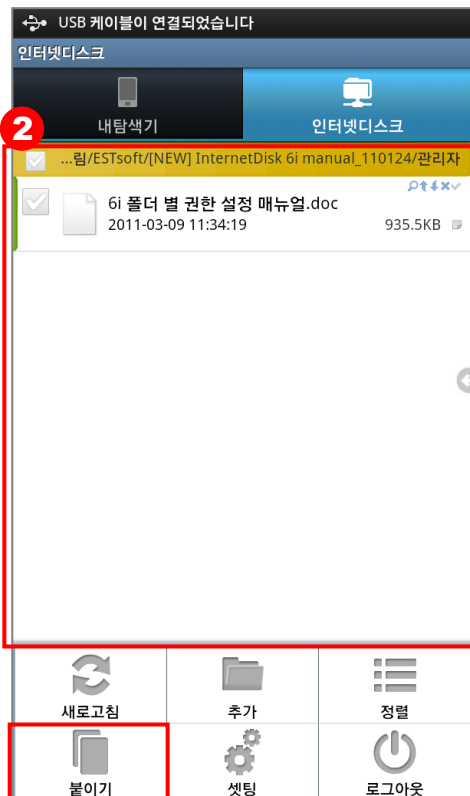 USB 케이블이 연결되었습니다
인터넷디스크
내탐색기
인터넷디스크
2
...림/ESTsoft/[NEW] InternetDisk 6i manual_110124/관리자
6i 폴더 별 권한 설정 매뉴얼.doc
2011-03-09 11:34:19
935.5KB
새로고침
추가
정렬
붙이기
셋팅
로그아웃